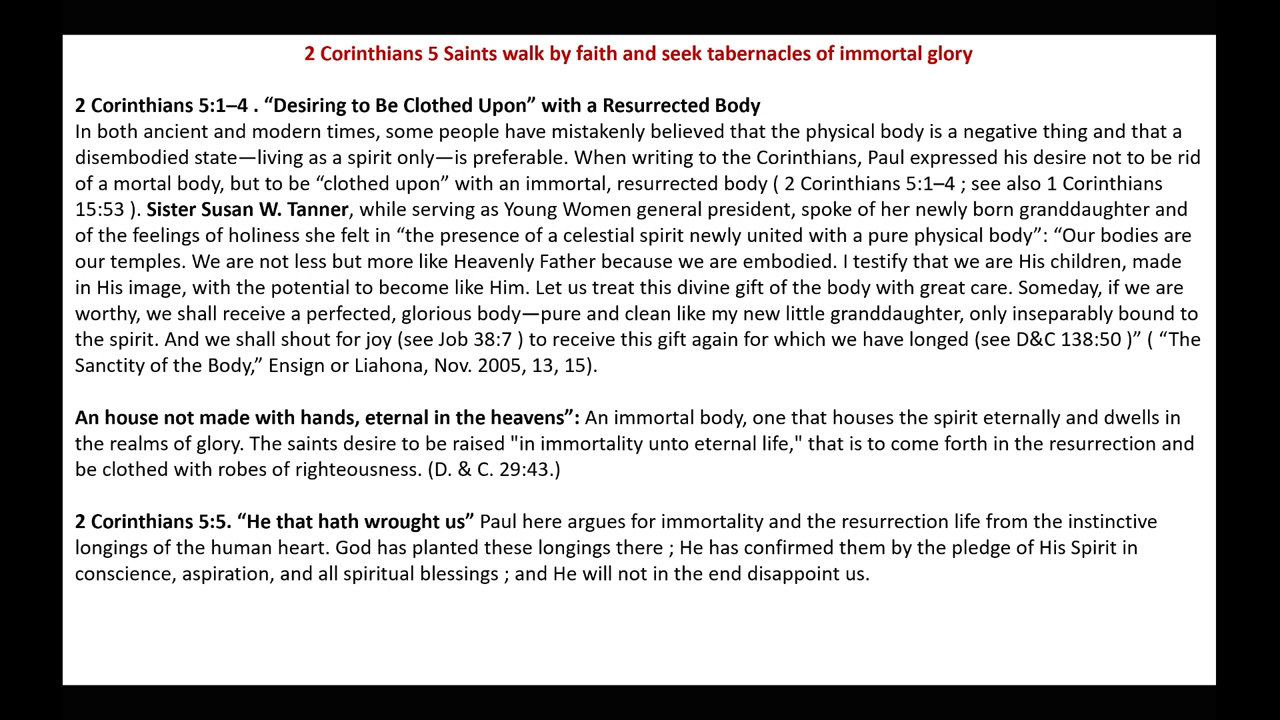 2 Corinthians 5 Saints walk by faith and seek tabernacles of immortal glory
2 Corinthians 5:1–4 . “Desiring to Be Clothed Upon” with a Resurrected Body
In both ancient and modern times, some people have mistakenly believed that the physical body is a negative thing and that a
disembodied state—living as a spirit only—is preferable. When writing to the Corinthians, Paul expressed his desire not to be rid
of a mortal body, but to be “clothed upon” with an immortal, resurrected body ( 2 Corinthians 5:1–4 ; see also 1 Corinthians
15:53 ). Sister Susan W. Tanner, while serving as Young Women general president, spoke of her newly born granddaughter and
of the feelings of holiness she felt in “the presence of a celestial spirit newly united with a pure physical body”: “Our bodies are
our temples. We are not less but more like Heavenly Father because we are embodied. I testify that we are His children, made
in His image, with the potential to become like Him. Let us treat this divine gift of the body with great care. Someday, if we are
worthy, we shall receive a perfected, glorious body—pure and clean like my new little granddaughter, only inseparably bound to
the spirit. And we shall shout for joy (see Job 38:7 ) to receive this gift again for which we have longed (see D&C 138:50 )” ( “The
Sanctity of the Body,” Ensign or Liahona, Nov. 2005, 13, 15).
An house not made with hands, eternal in the heavens”: An immortal body, one that houses the spirit eternally and dwells in
the realms of glory. The saints desire to be raised "in immortality unto eternal life," that is to come forth in the resurrection and
be clothed with robes of righteousness. (D. & C. 29:43.)
2 Corinthians 5:5. “He that hath wrought us” Paul here argues for immortality and the resurrection life from the instinctive
longings of the human heart. God has planted these longings there ; He has confirmed them by the pledge of His Spirit in
conscience, aspiration, and all spiritual blessings ; and He will not in the end disappoint us.